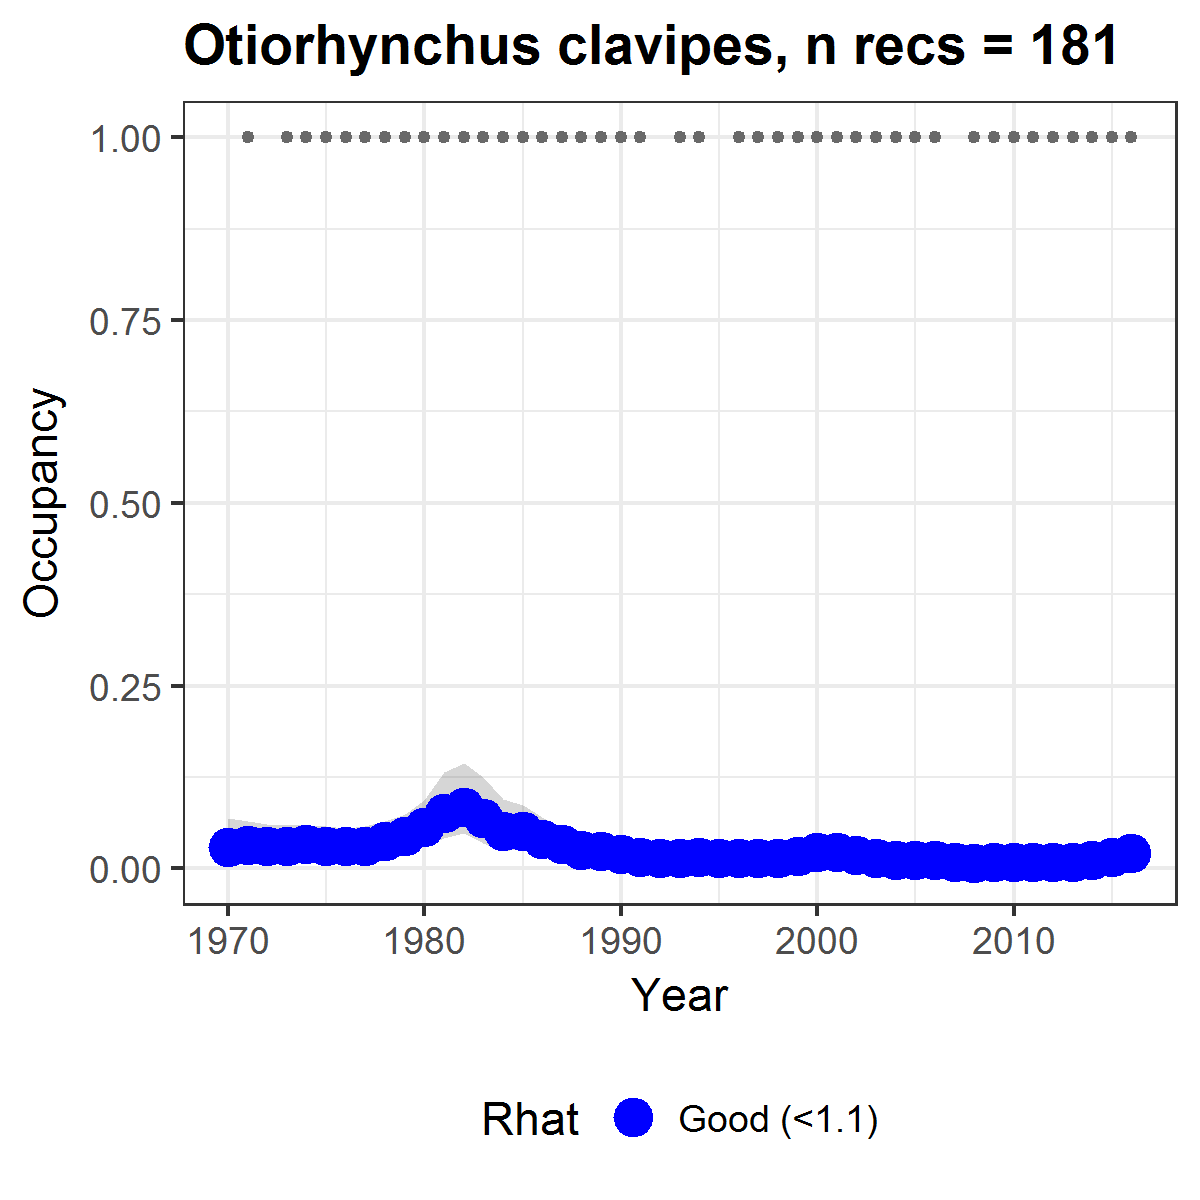 Otiorhynchus clavipes, n recs = 181
1.00
0.75
0.50
0.25
0.00
Occupancy
1970 1980 1990 2000 2010
Year
Rhat Good (<1.1)